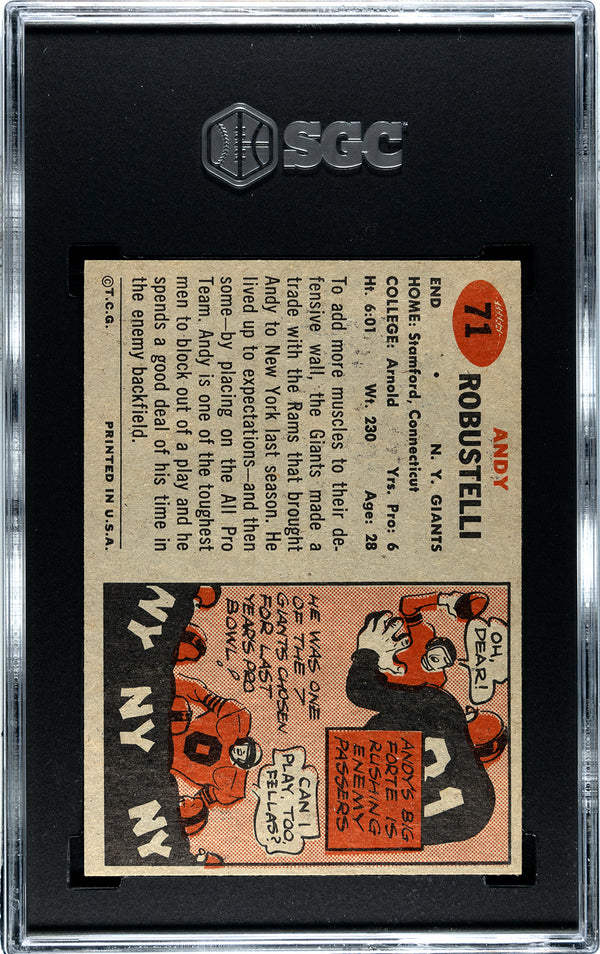 SGC
71
ANDY
ROBUSTELLI
END • N. Y. GIANTS
HOME: Stamford, Connecticut
COLLEGE: Arnold Yrs. Pro: 6
Ht. 6:01 Wt. 230 Age: 28
To add more muscles to their de-
fensive wall, the Giants made a
trade with the Rams that brought
Andy to New York last season. He
lived up to expectations—and then
some—by placing on the All Pro
Team. Andy is one of the toughest
men to block out of a play and he
spends a good deal of his time in
the enemy backfield.
©T.C.G. PRINTED IN U.S.A.
OH,
DEAR!
81
ANDY'S BIG
FORTE IS
RUSHING
ENEMY
PASSERS
HE WAS ONE
OF THE 7
GIANTS CHOSEN
FOR LAST
YEARS PRO
BOWL!
CAN I
PLAY, TOO,
FELLAS?
0
NY NY NY